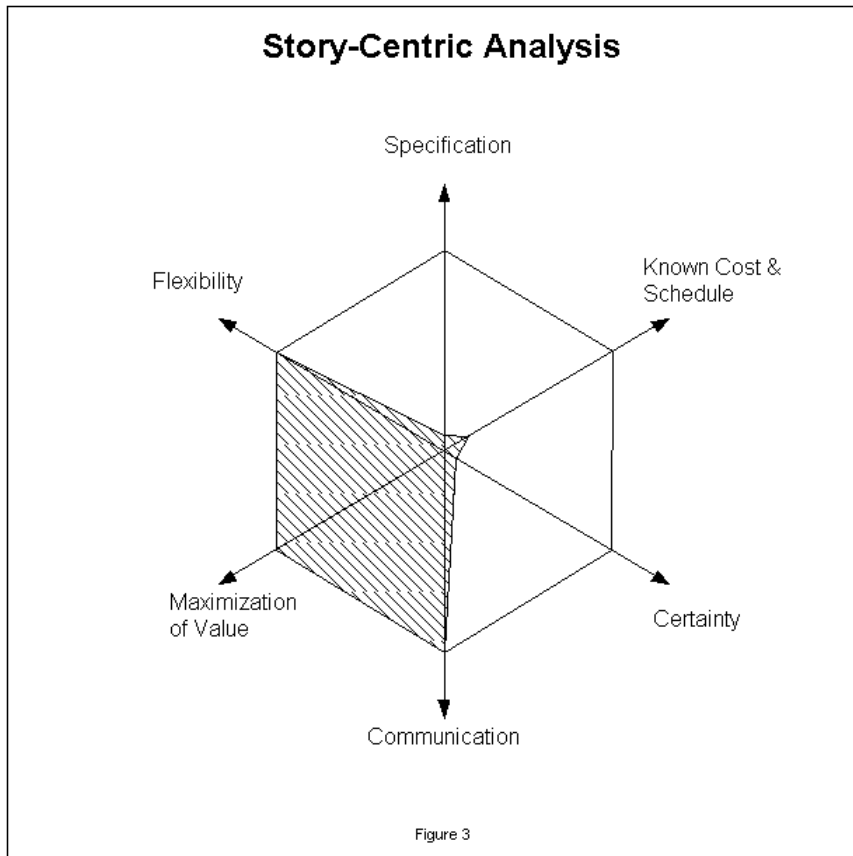 Story-Centric Analysis
Specification
Known Cost &
Schedule
Flexibility
Maximization
of Value
Certainty
Communication
Figure 3